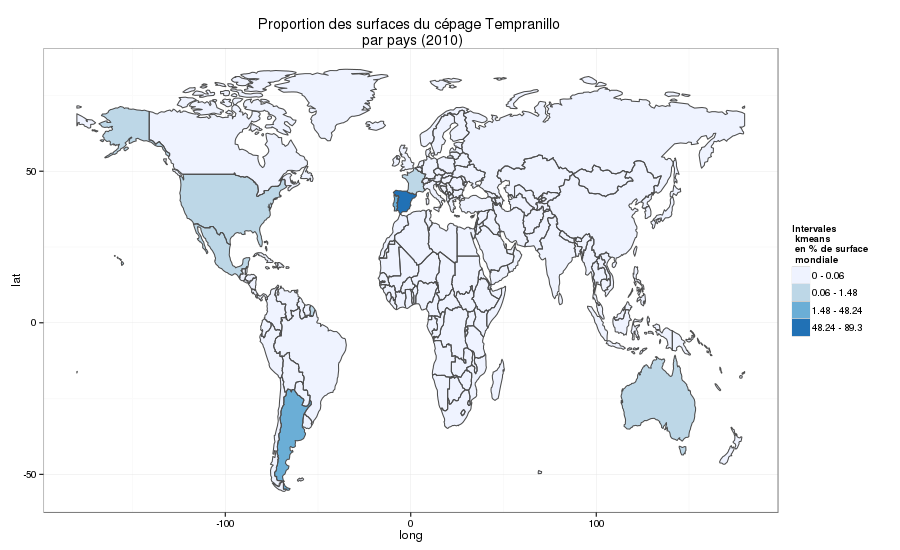 Proportion des surfaces du cépage Tempranillo
par pays (2010)
50
0
-50
lat
-100
0
100
long
Intervales
kmeans
en % de surface
mondiale
0 - 0.06
0.06 - 1.48
1.48 - 48.24
48.24 - 89.3